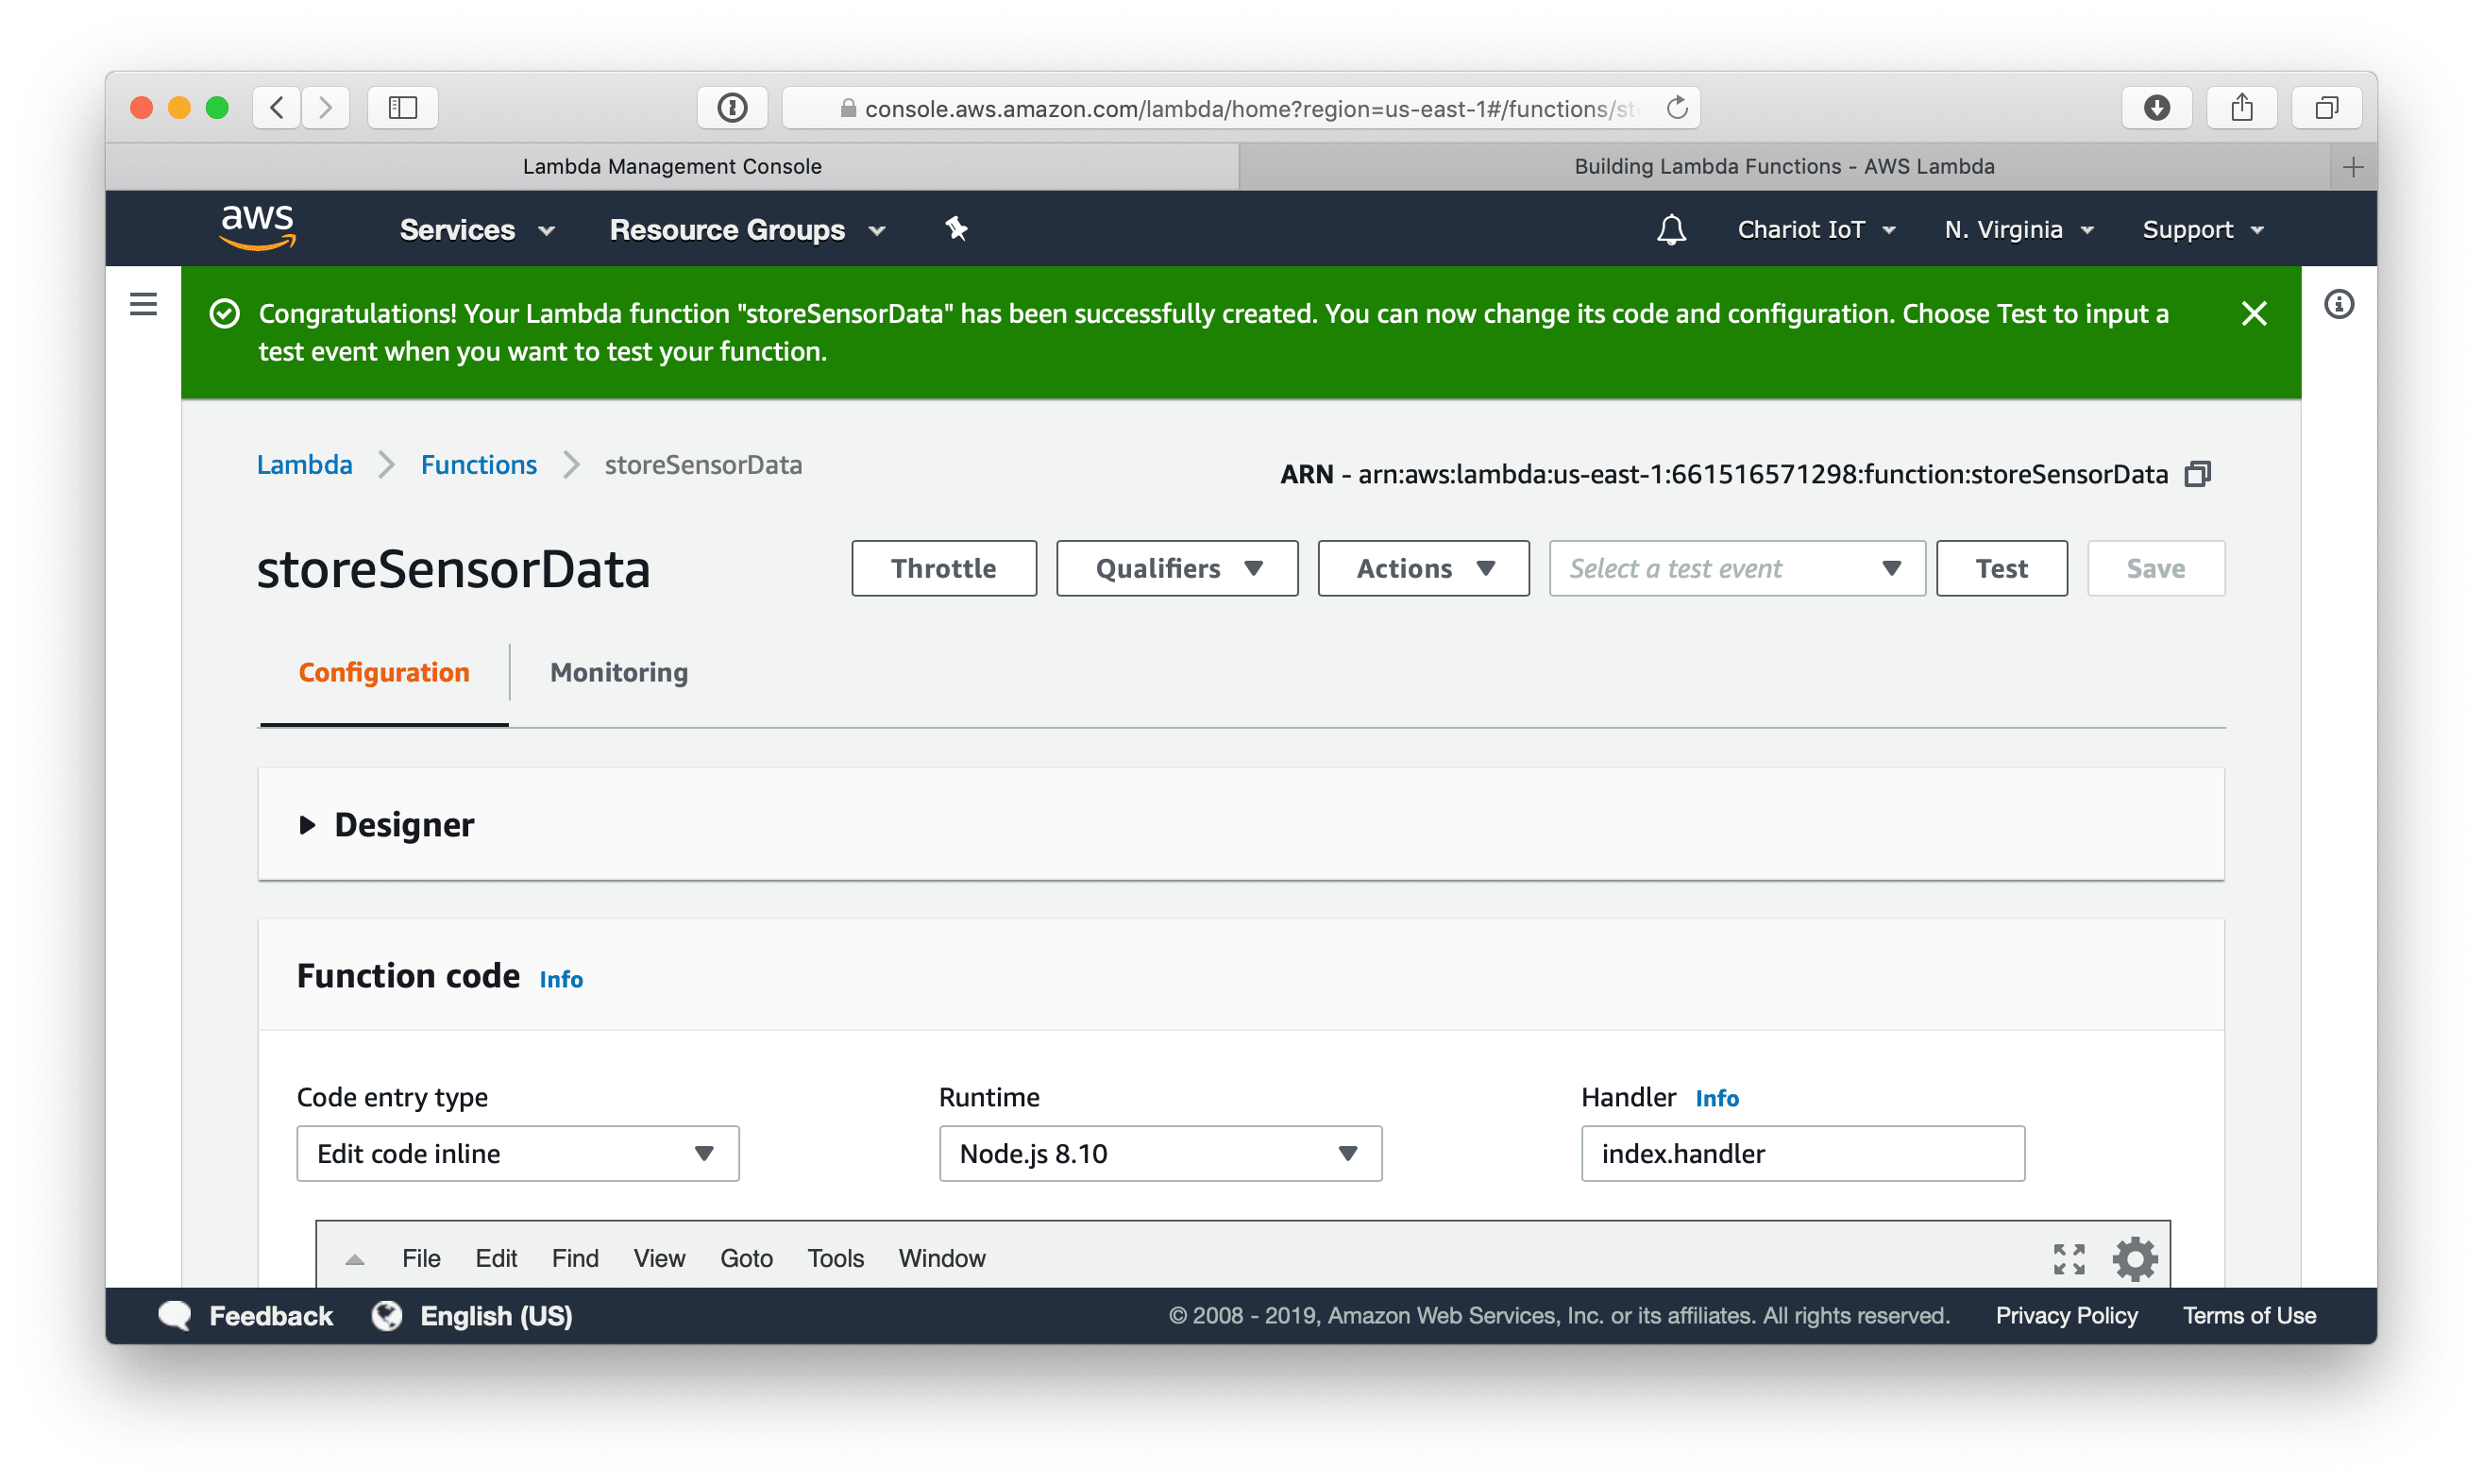 console.aws.amazon.com/lambda/home?region=us-east-1#/functions/st
Lambda Management Console
Building Lambda Functions - AWS Lambda
aws
Services
Resource Groups
Chariot IoT
N. Virginia
Support
Congratulations! Your Lambda function "storeSensorData" has been successfully created. You can now change its code and configuration. Choose Test to input a
test event when you want to test your function.
Lambda
Functions
storeSensorData
ARN - arn:aws:lambda:us-east-1:661516571298:function:storeSensorData
storeSensorData
Throttle
Qualifiers
Actions
Select a test event
Test
Save
Configuration
Monitoring
Designer
Function code Info
Code entry type
Runtime
Handler Info
Edit code inline
Node.js 8.10
index.handler
File
Edit
Find
View
Goto
Tools
Window
Feedback
English (US)
© 2008 - 2019, Amazon Web Services, Inc. or its affiliates. All rights reserved.
Privacy Policy
Terms of Use